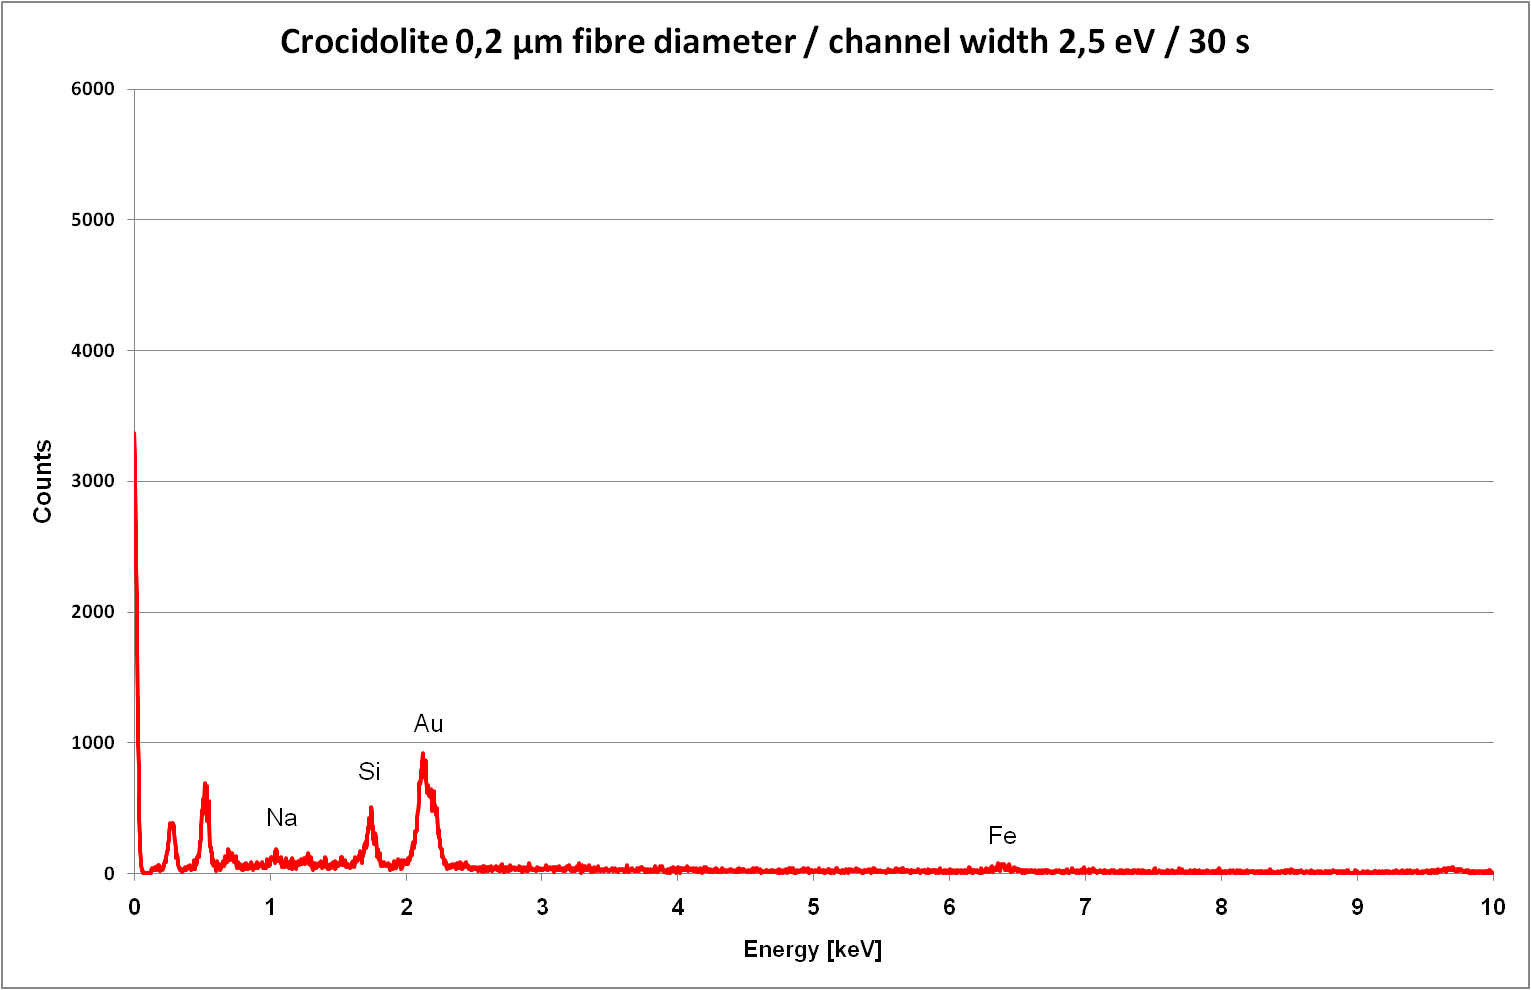 Crocidolite 0,2 µm fibre diameter / channel width 2,5 eV / 30 s
6000
5000
4000
3000
2000
1000
0
Counts
Au
Si
Na
Fe
0 1 2 3 4 5 6 7 8 9 10
Energy [keV]